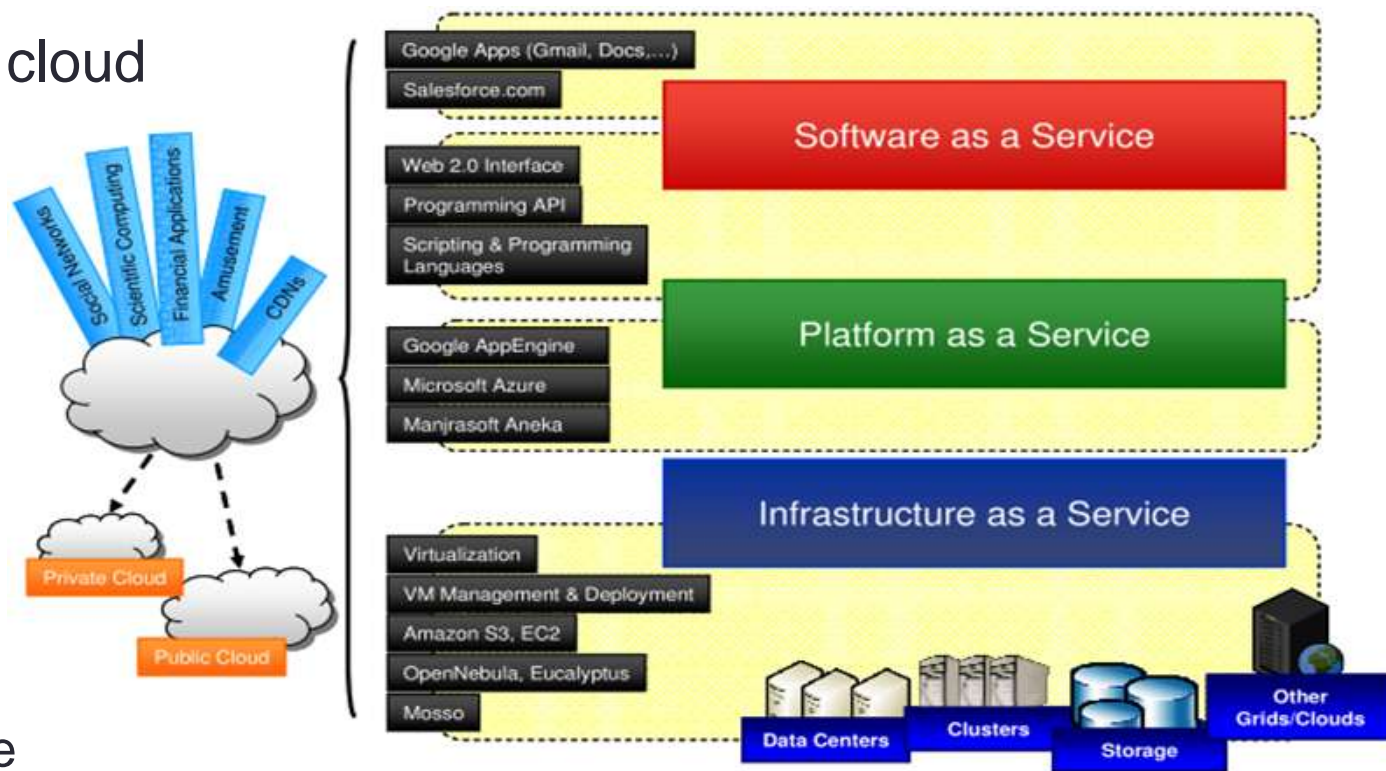 cloud
Social Networks
Scientific Computing
Financial Applications
Amusement
CDNs
Private Cloud
Public Cloud
Google Apps (Gmail, Docs,...)
Salesforce.com
Software as a Service
Web 2.0 Interface
Programming API
Scripting & Programming
Languages
Platform as a Service
Google AppEngine
Microsoft Azure
Manjrasoft Aneka
Infrastructure as a Service
Virtualization
VM Management & Deployment
Amazon S3, EC2
OpenNebula, Eucalyptus
Mosso
Data Centers
Clusters
Storage
Other
Grids/Clouds
e